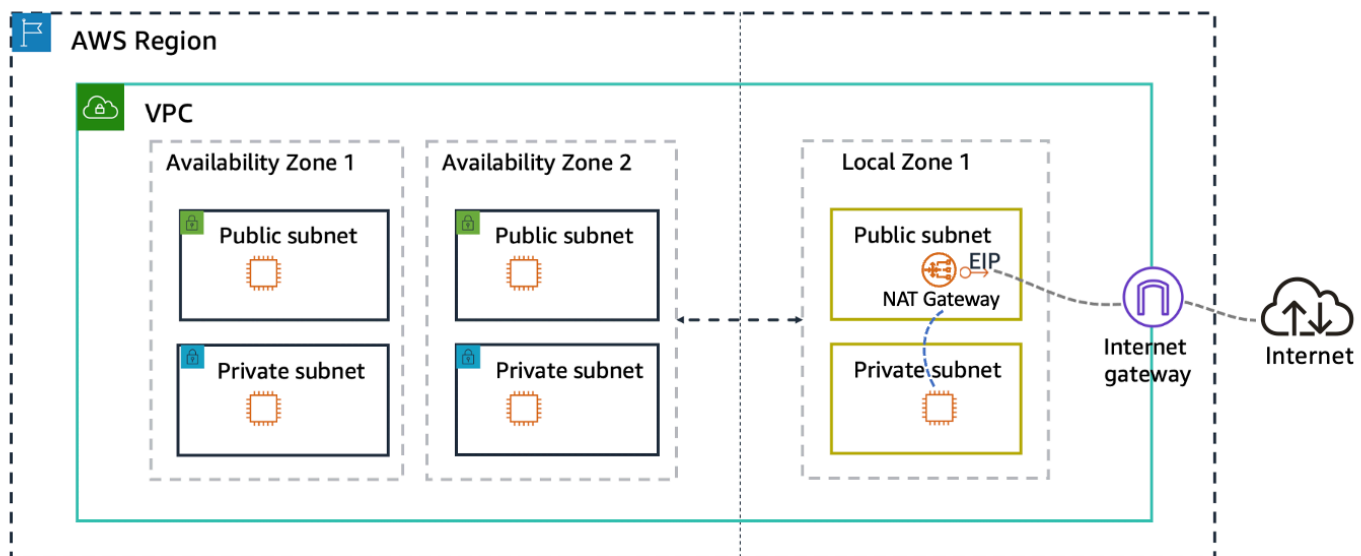 AWS Region
VPC
Availability Zone 1
Public subnet
Private subnet
Availability Zone 2
Public subnet
Private subnet
Local Zone 1
Public subnet
EIP
NAT Gateway
Private subnet
Internet
gateway
Internet